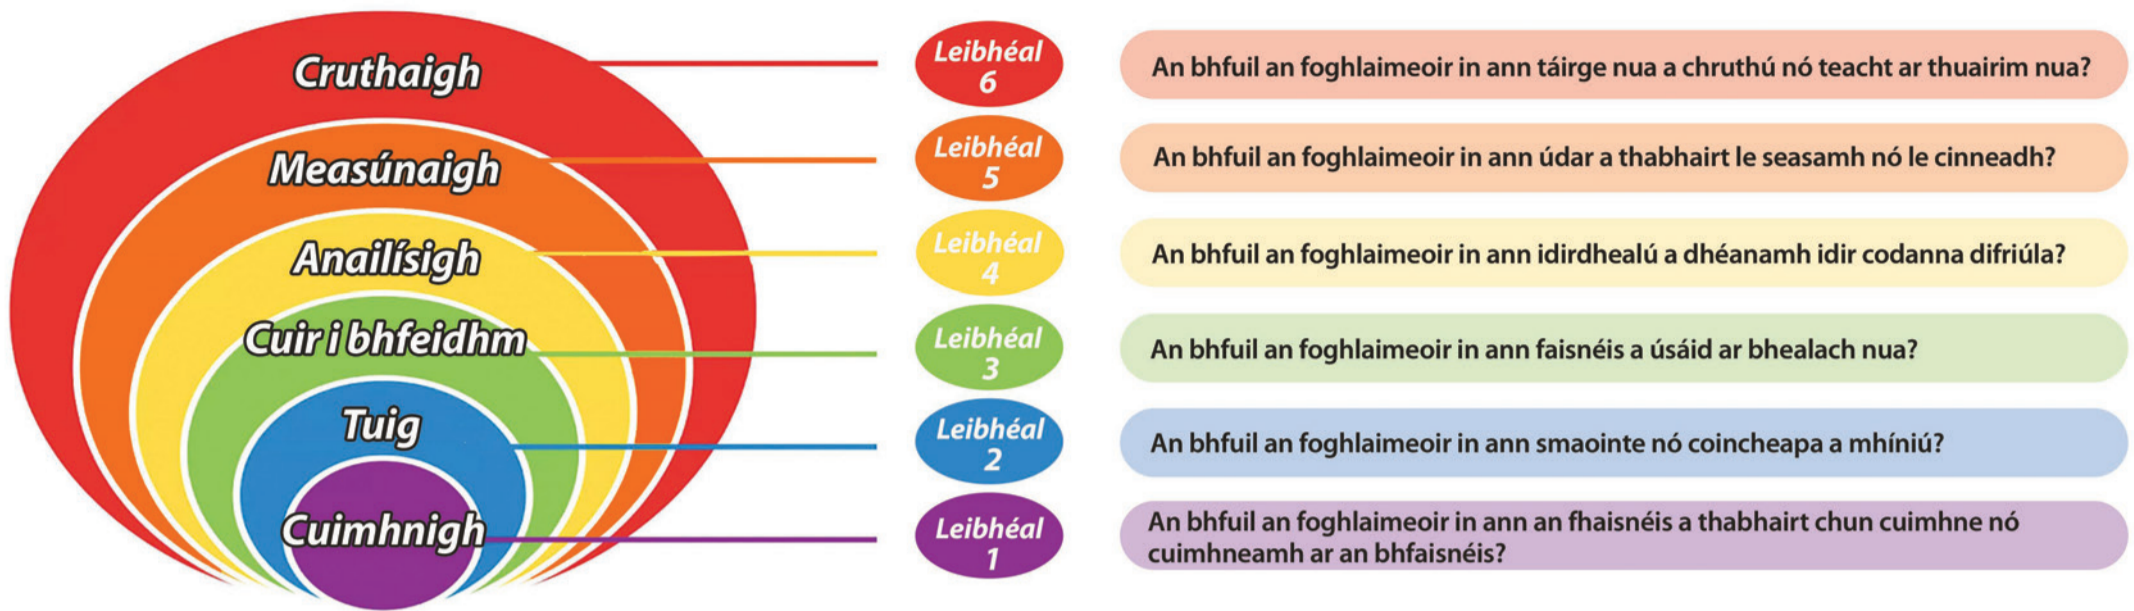 Cruthaigh
Leibhéal
6
An bhfuil an foghlaimeoir in ann táirge nua a chruthú nó teacht ar thuairim nua?
Measúnaigh
Leibhéal
5
An bhfuil an foghlaimeoir in ann údar a thabhairt le seasamh nó le cinneadh?
Anailísigh
Leibhéal
4
An bhfuil an foghlaimeoir in ann idirdhealú a dhéanamh idir codanna difriúla?
Cuir i bhfeidhm
Leibhéal
3
An bhfuil an foghlaimeoir in ann faisnéis a úsáid ar bhealach nua?
Tuig
Leibhéal
2
An bhfuil an foghlaimeoir in ann smaointe nó coincheapa a mhíniú?
Cuimhnigh
Leibhéal
1
An bhfuil an foghlaimeoir in ann an fhaisnéis a thabhairt chun cuimhne nó
cuimhneamh ar an bhfaisnéis?